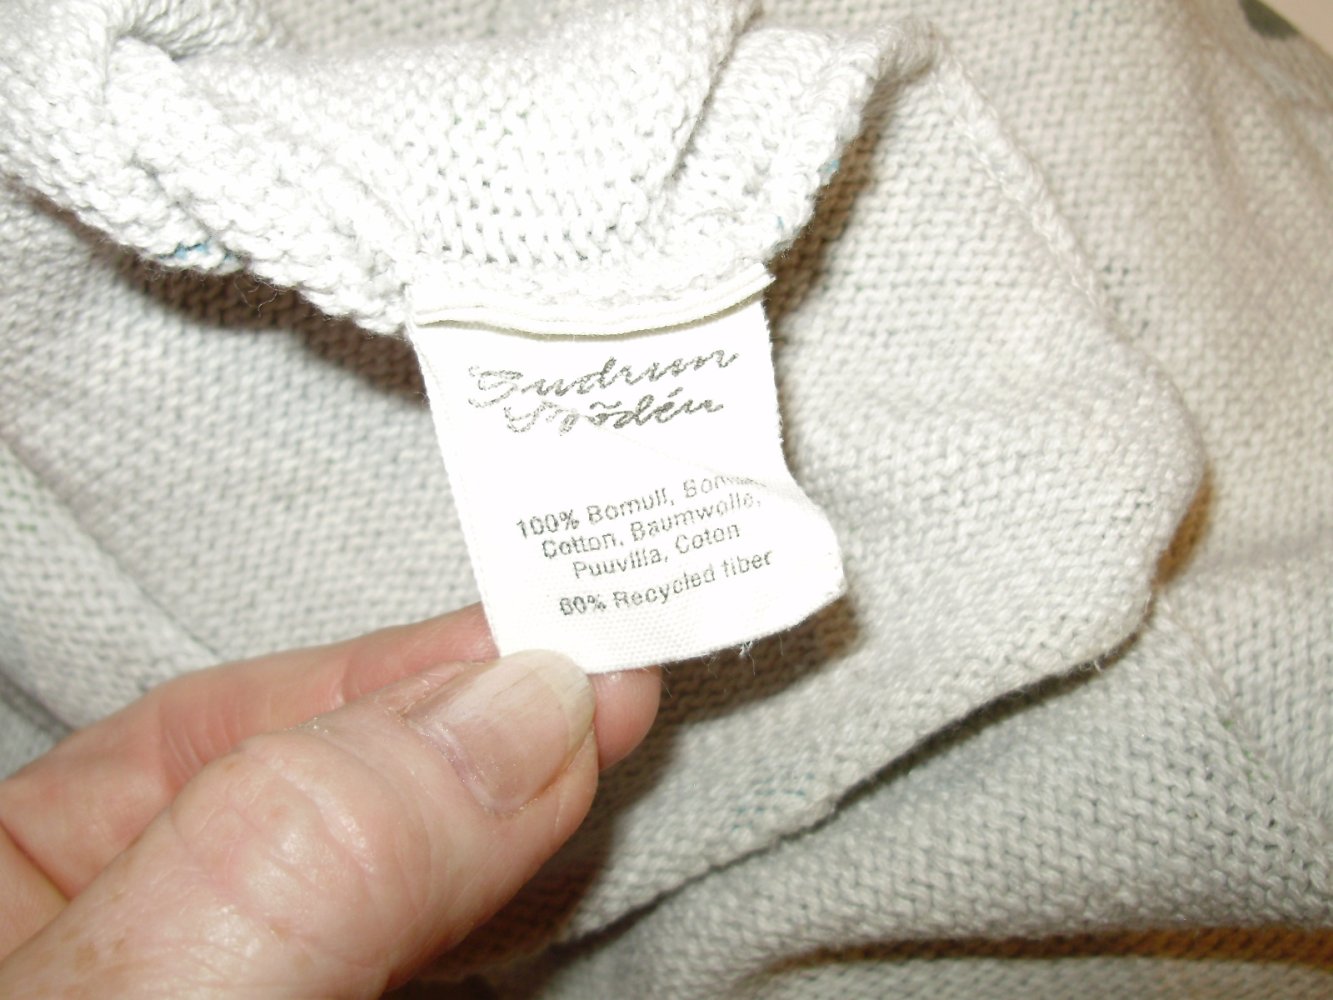 Gudrun
Sjödén
100% Bomull,
Cotton, Baumwolle,
Puuvilla, Coton
60% Recycled fiber